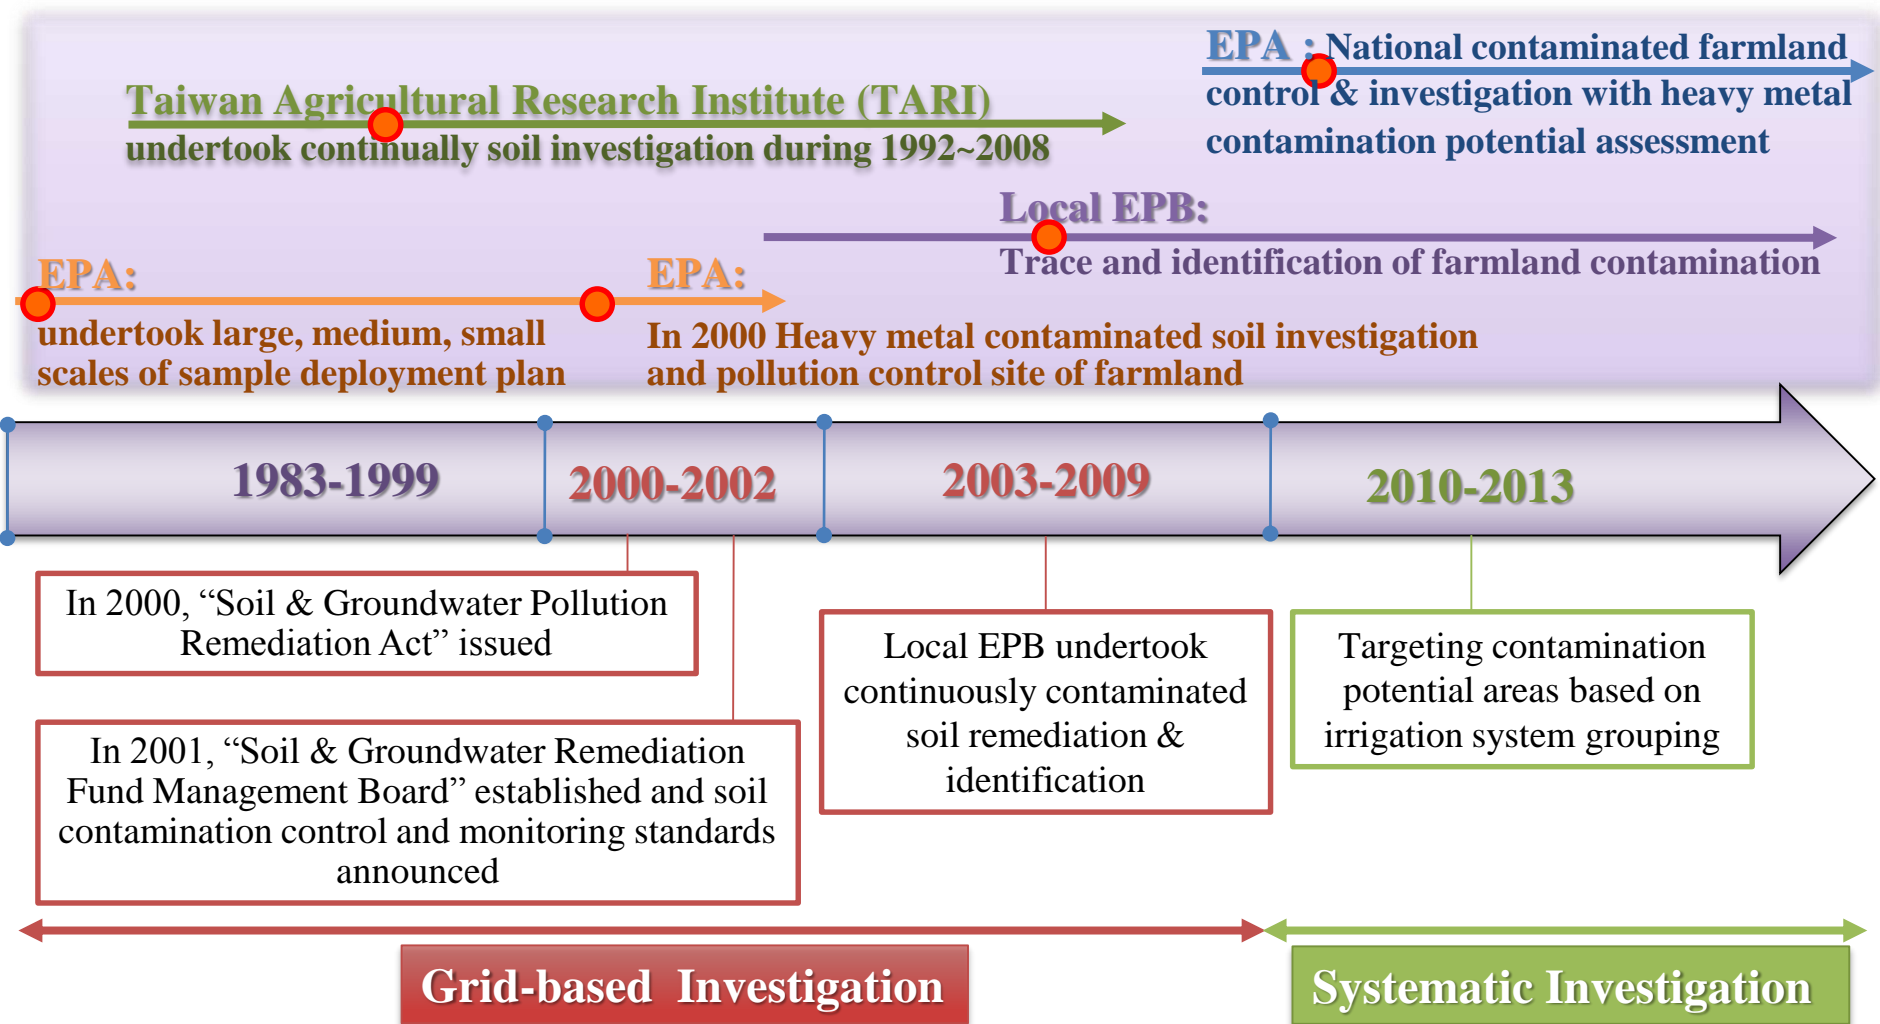 EPA : National contaminated farmland
control & investigation with heavy metal
contamination potential assessment
Taiwan Agricultural Research Institute (TARI)
undertook continually soil investigation during 1992~2008
Local EPB:
Trace and identification of farmland contamination
EPA:
undertook large, medium, small
scales of sample deployment plan
EPA:
In 2000 Heavy metal contaminated soil investigation
and pollution control site of farmland
1983-1999
2000-2002
2003-2009
2010-2013
In 2000, “Soil & Groundwater Pollution
Remediation Act” issued
In 2001, “Soil & Groundwater Remediation
Fund Management Board” established and soil
contamination control and monitoring standards
announced
Local EPB undertook
continuously contaminated
soil remediation &
identification
Targeting contamination
potential areas based on
irrigation system grouping
Grid-based Investigation
Systematic Investigation